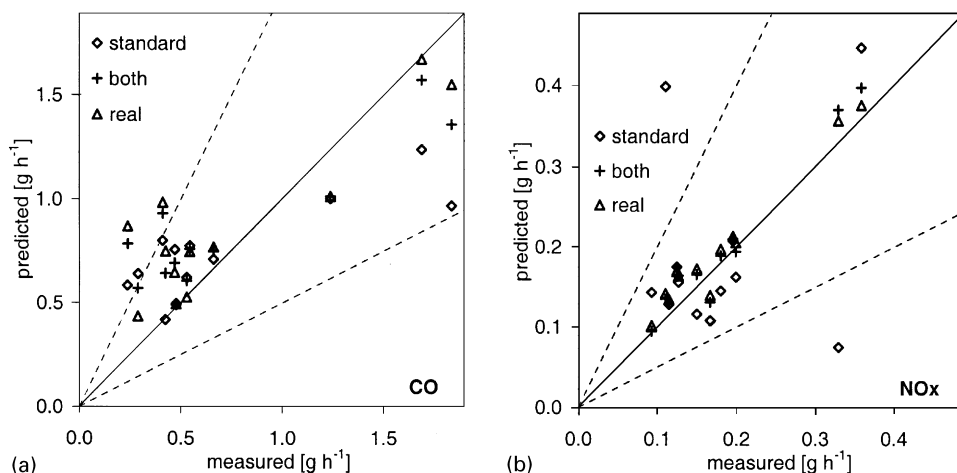 standard
both
real
predicted [g h⁻¹]
1.5
1.0
0.5
0.0
CO
0.0 0.5 1.0 1.5
measured [g h⁻¹]
(a)
standard
both
real
predicted [g h⁻¹]
0.4
0.3
0.2
0.1
0.0
NOx
0.0 0.1 0.2 0.3 0.4
measured [g h⁻¹]
(b)